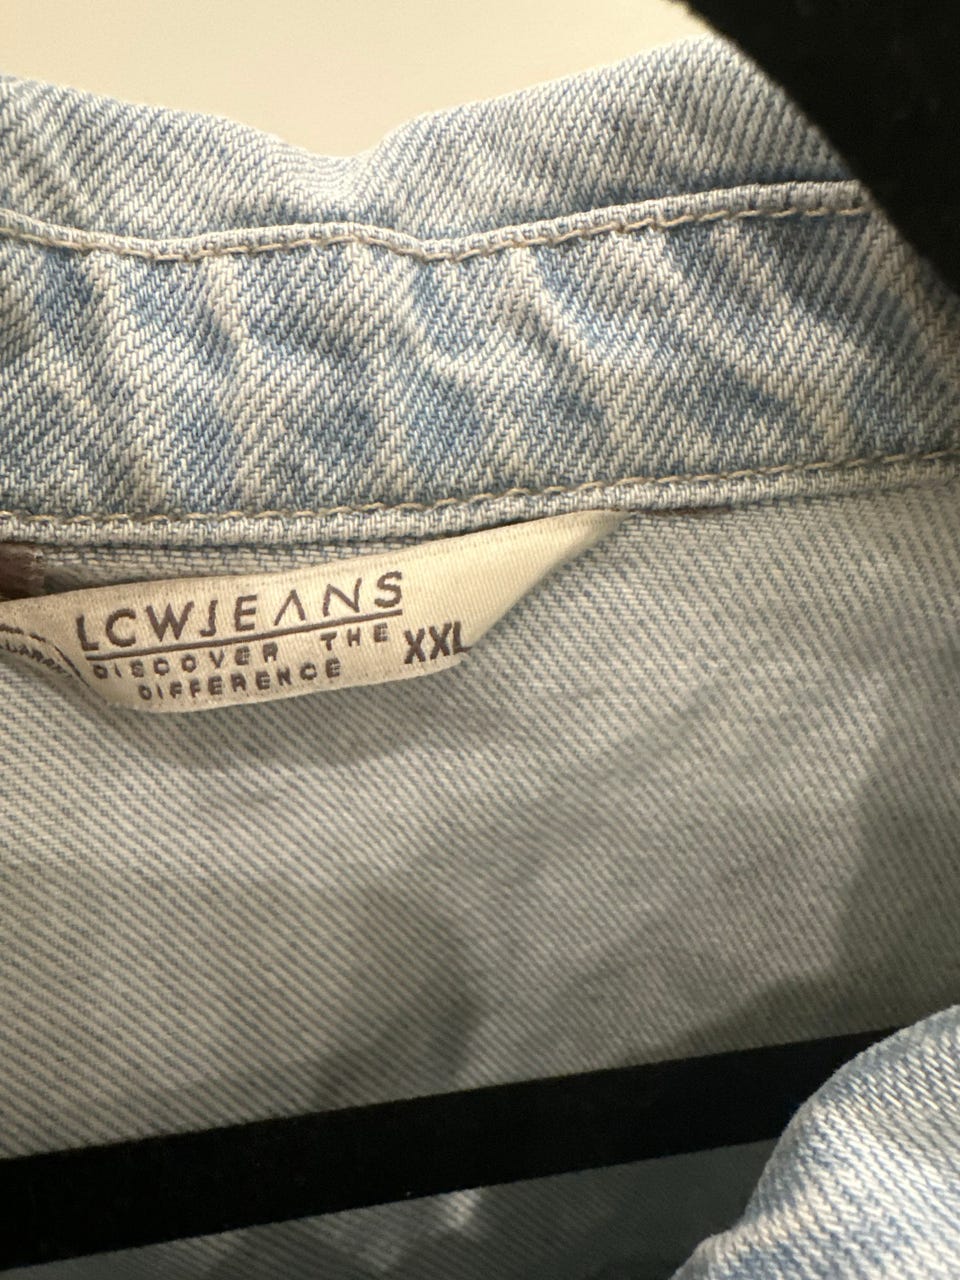 LCWJEANS
DISCOVER THE
DIFFERENCE
XXL